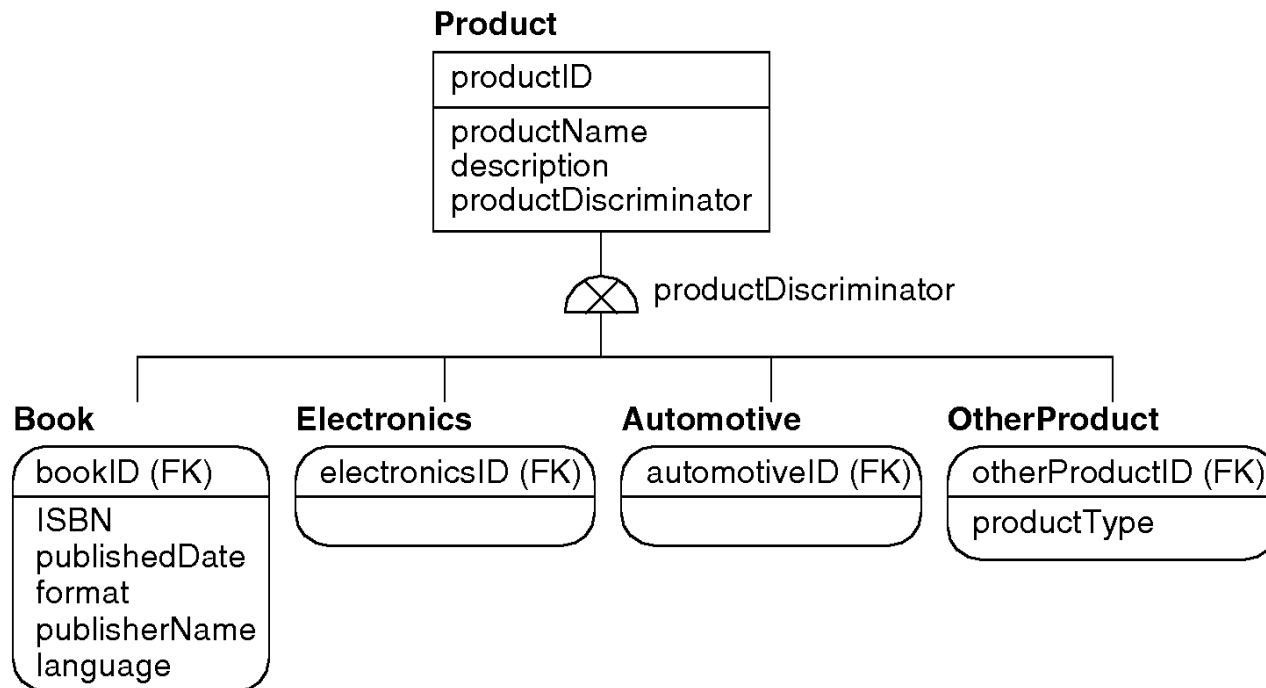 Product
productID
productName
description
productDiscriminator
productDiscriminator
Book
bookID (FK)
ISBN
publishedDate
format
publisherName
language
Electronics
electronicsID (FK)
Automotive
automotiveID (FK)
OtherProduct
otherProductID (FK)
productType